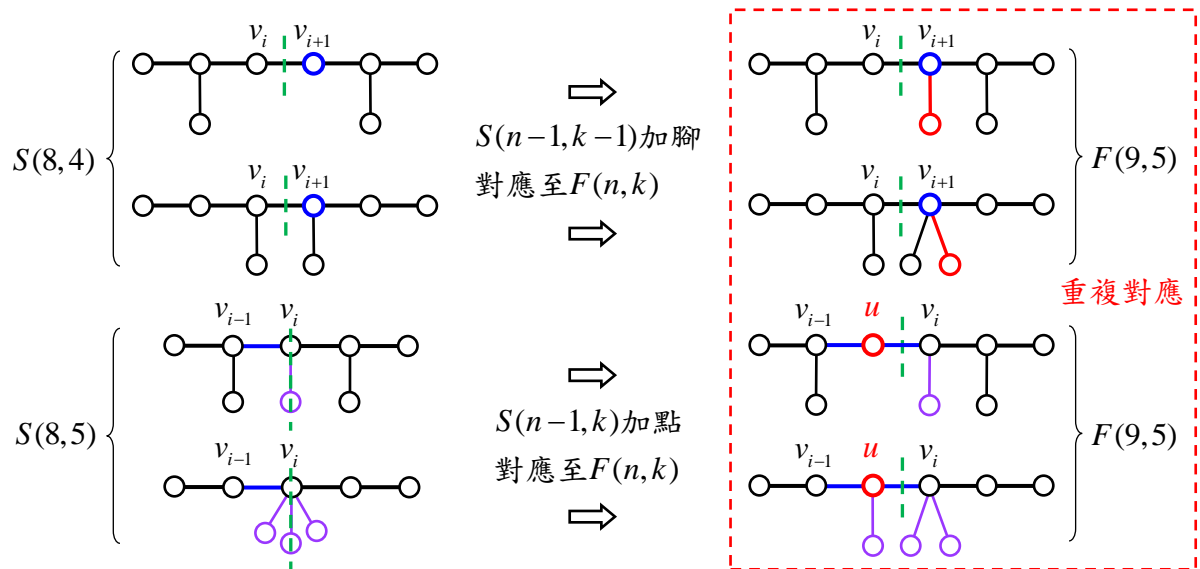 v_i v_{i+1}
S(8,4)
v_i v_{i+1}
S(n−1,k−1)加腳
對應至F(n,k)
v_i v_{i+1}
v_i v_{i+1}
F(9,5)
重複對應
v_{i−1} v_i
S(8,5)
v_{i−1} v_i
S(n−1,k)加點
對應至F(n,k)
v_{i−1} u v_i
v_{i−1} u v_i
F(9,5)